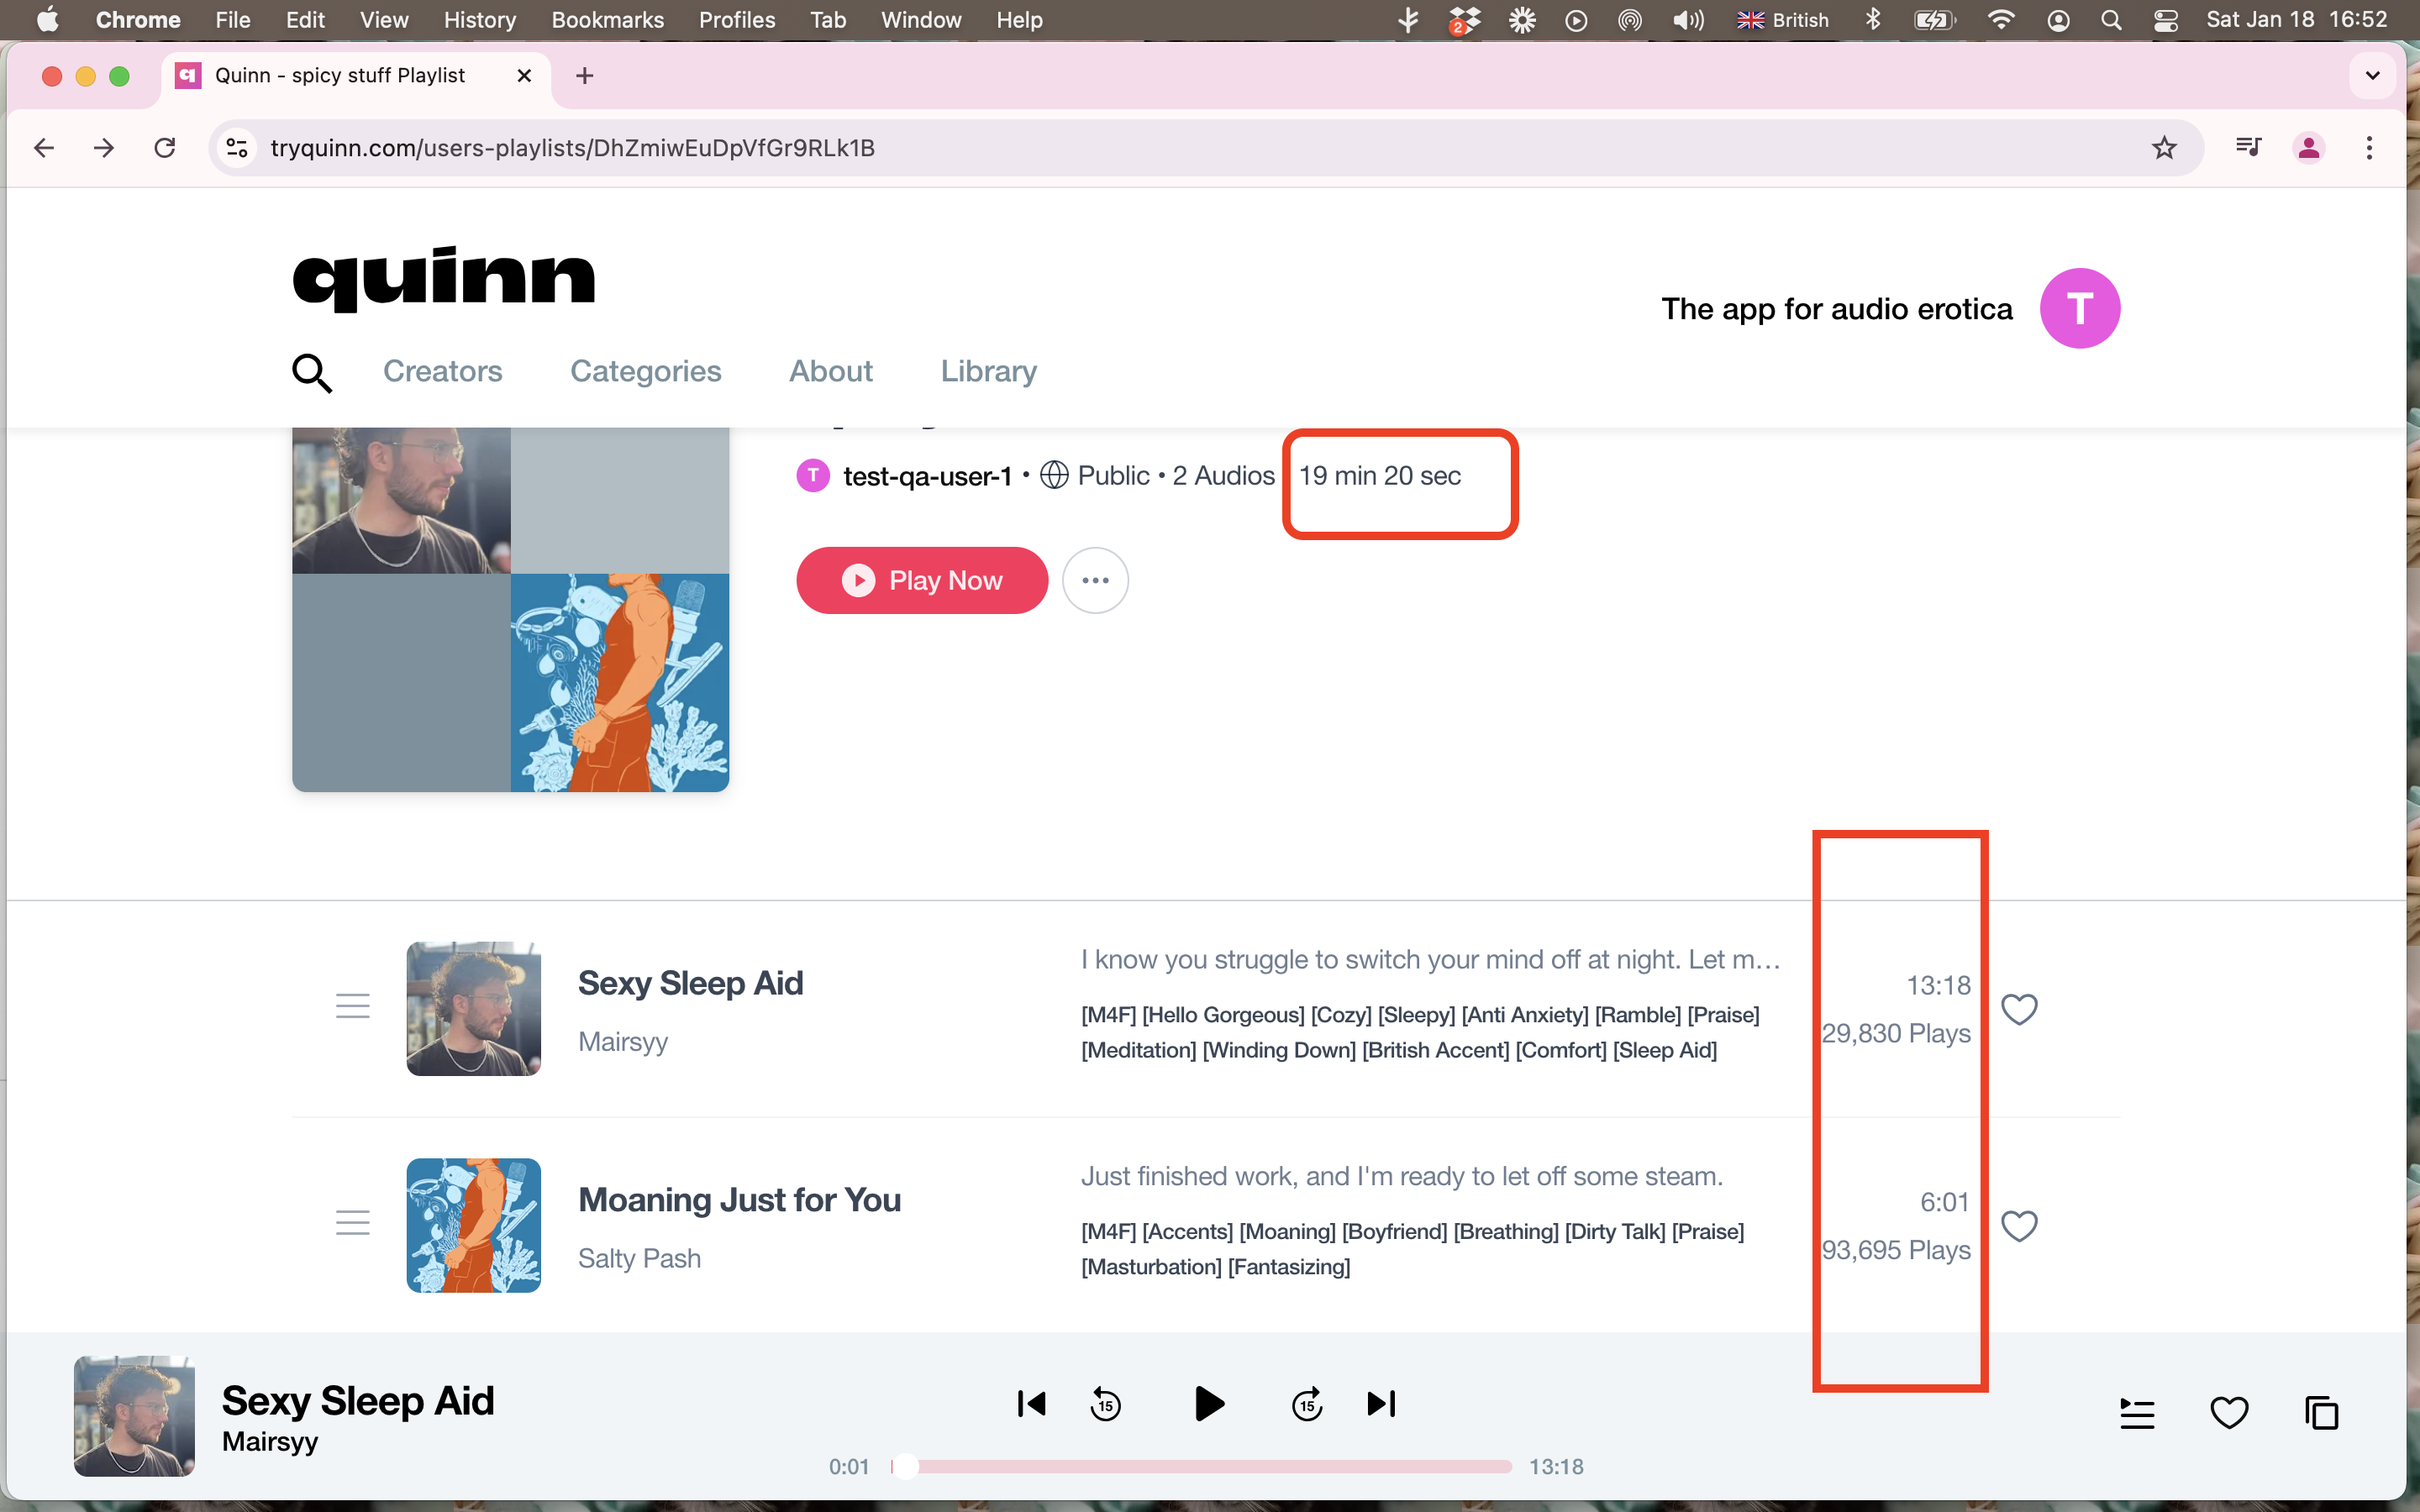 Chrome File Edit View History Bookmarks Profiles Tab Window Help 2 British Sat Jan 18 16:52
Quinn - spicy stuff Playlist
tryquinn.com/users-playlists/DhZmiwEuDpVfGr9RLk1B
quinn
The app for audio erotica T
Creators Categories About Library
T test-qa-user-1 • Public • 2 Audios 19 min 20 sec
Play Now
I know you struggle to switch your mind off at night. Let m...
Sexy Sleep Aid
13:18
[M4F] [Hello Gorgeous] [Cozy] [Sleepy] [Anti Anxiety] [Ramble] [Praise]
29,830 Plays
Mairsyy
[Meditation] [Winding Down] [British Accent] [Comfort] [Sleep Aid]
Just finished work, and I'm ready to let off some steam.
Moaning Just for You
6:01
[M4F] [Accents] [Moaning] [Boyfriend] [Breathing] [Dirty Talk] [Praise]
93,695 Plays
Salty Pash
[Masturbation] [Fantasizing]
Sexy Sleep Aid
15 15
Mairsyy
0:01 13:18